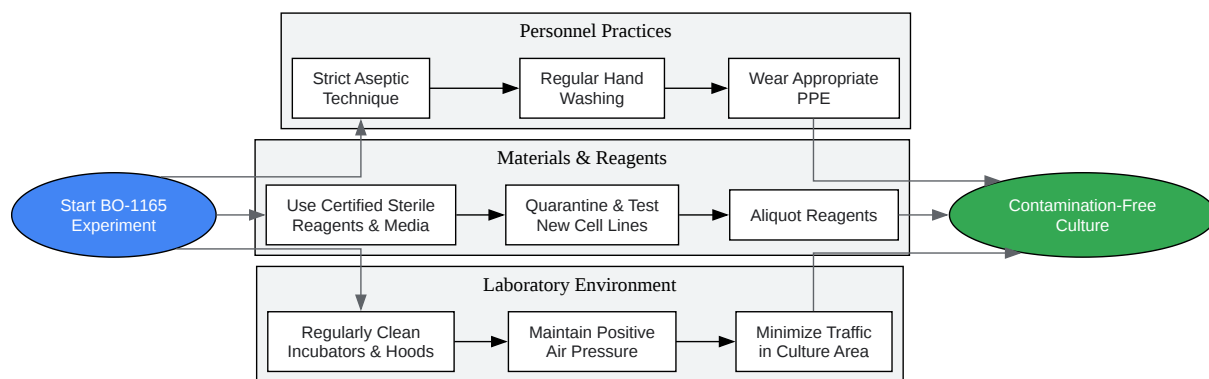 Personnel Practices
Strict Aseptic
Technique
Regular Hand
Washing
Wear Appropriate
PPE
Materials & Reagents
Start BO-1165
Experiment
Use Certified Sterile
Reagents & Media
Quarantine & Test
New Cell Lines
Aliquot Reagents
Contamination-Free
Culture
Laboratory Environment
Regularly Clean
Incubators & Hoods
Maintain Positive
Air Pressure
Minimize Traffic
in Culture Area